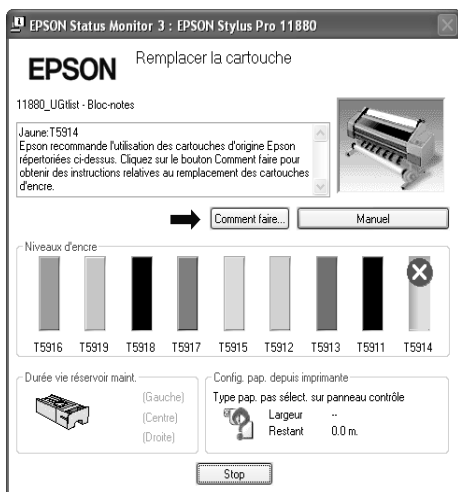 EPSON Status Monitor 3 : EPSON Stylus Pro 11880
EPSON
Remplacer la cartouche
11880_UGtlist - Bloc-notes
Jaune:T5914
Epson recommande l'utilisation des cartouches d'origine Epson
répertoriées ci-dessus. Cliquez sur le bouton Comment faire pour
obtenir des instructions relatives au remplacement des cartouches
d'encre.
Comment faire...
Manuel
Niveaux d'encre
T5916 T5919 T5918 T5917 T5915 T5912 T5913 T5911 T5914
Durée vie réservoir maint.
(Gauche)
(Centre)
(Droite)
Config. pap. depuis imprimante
Type pap. pas sélect. sur panneau contrôle
Largeur --
Restant 0.0 m.
Stop